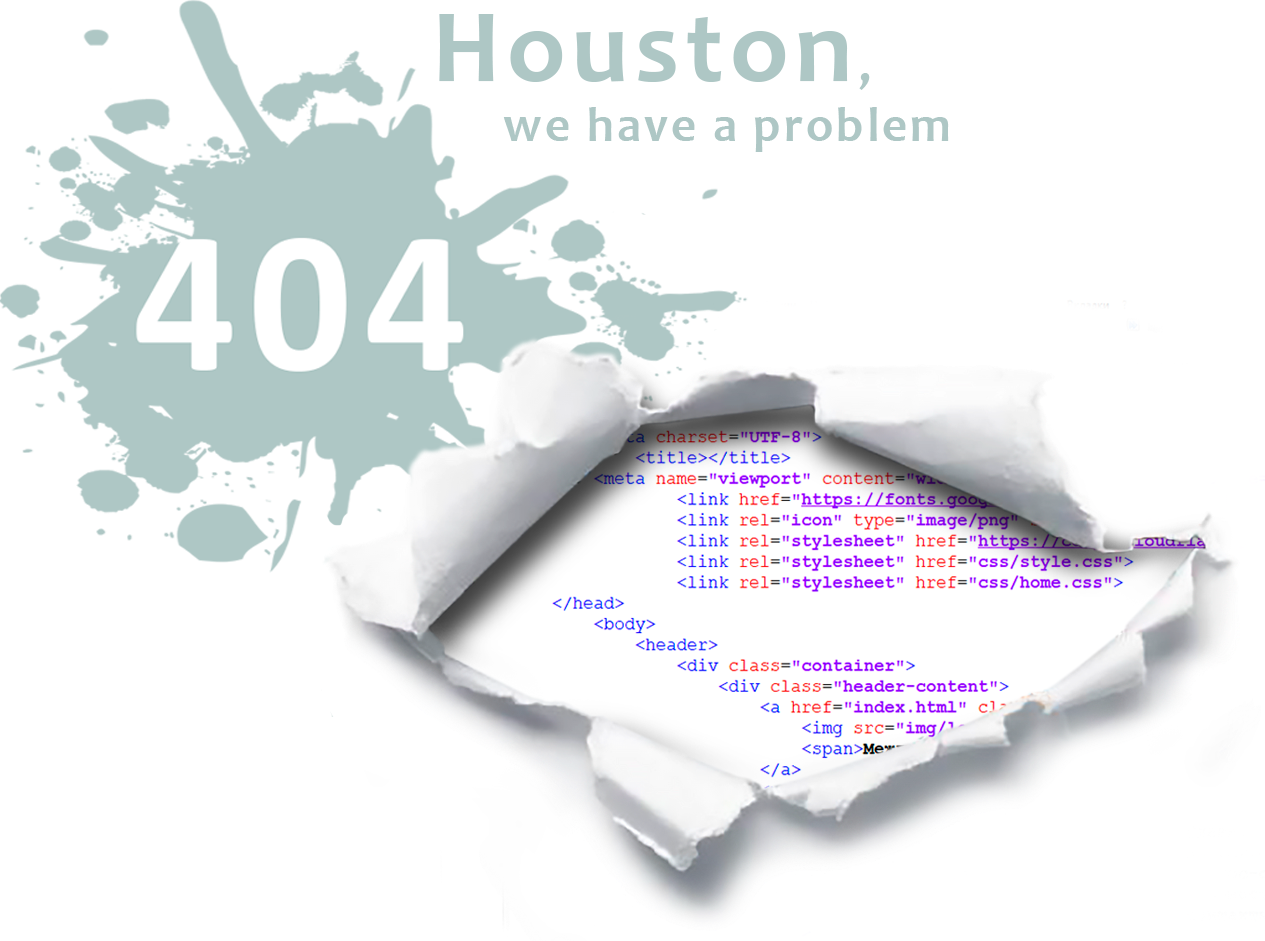 Houston,
we have a problem
404
charset="UTF-8">
<title></title>
<meta name="viewport" content="
<link href="https://fonts.goog
<link rel="icon" type="image/png"
<link rel="stylesheet" href="https://c
<link rel="stylesheet" href="css/style.css">
<link rel="stylesheet" href="css/home.css">
</head>
<body>
<header>
<div class="container">
<div class="header-content">
<a href="index.html" cla
<img src="img/l
<span>
</a>